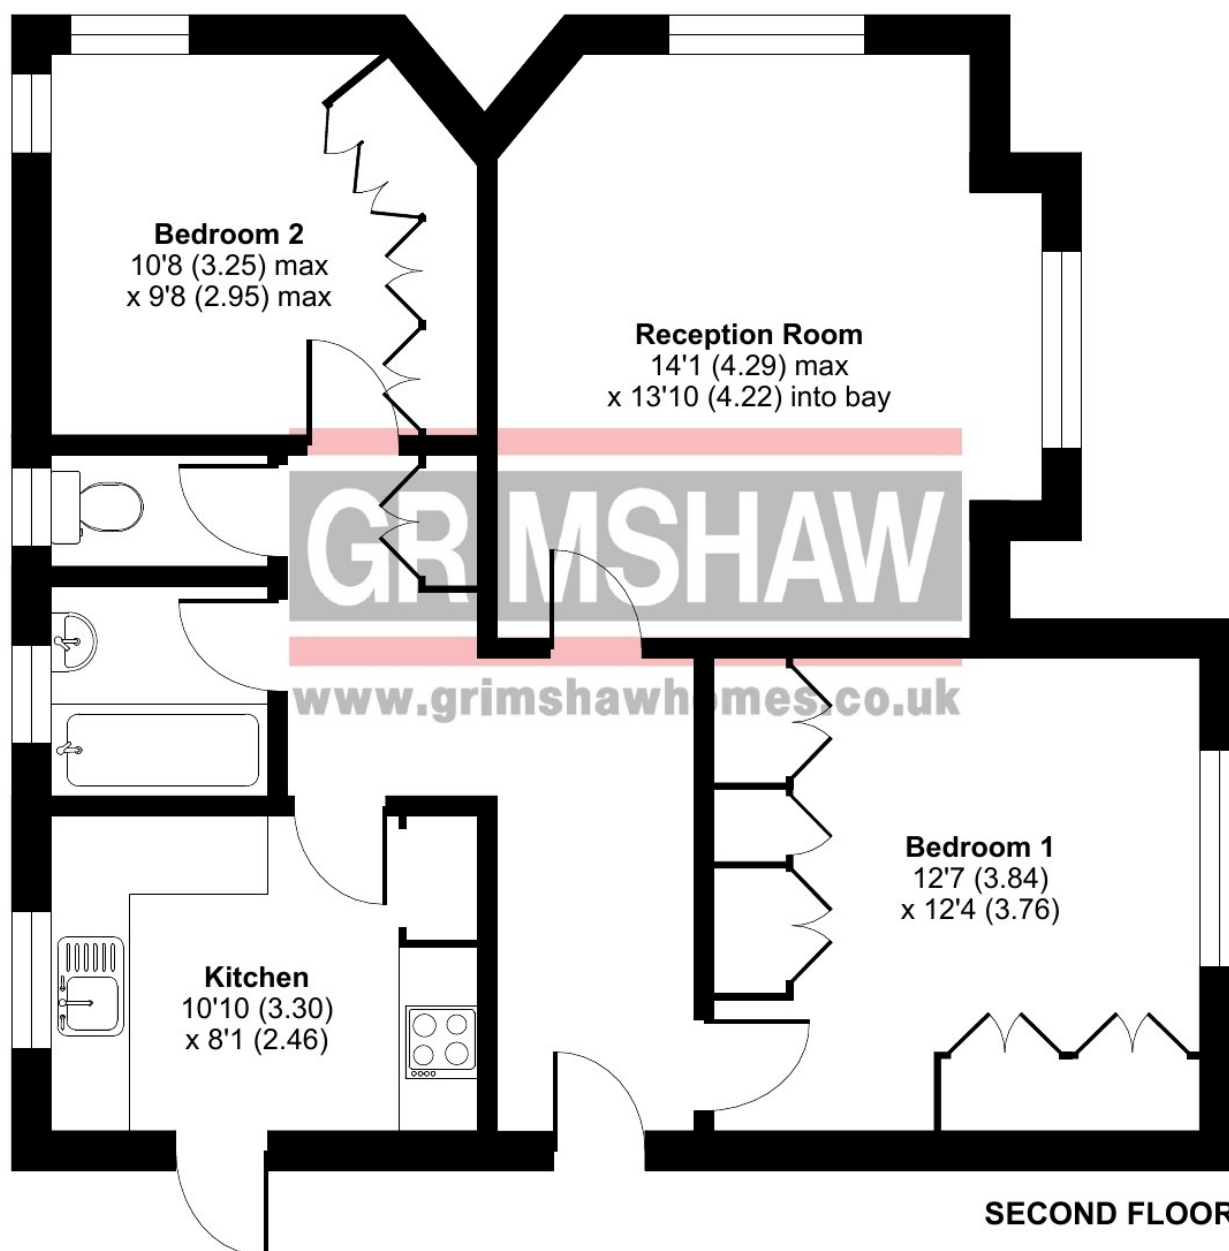 Bedroom 2
10'8 (3.25) max
x 9'8 (2.95) max
Reception Room
14'1 (4.29) max
x 13'10 (4.22) into bay
GRIMSHAW
www.grimshawhomes.co.uk
Bedroom 1
12'7 (3.84)
x 12'4 (3.76)
Kitchen
10'10 (3.30)
x 8'1 (2.46)
SECOND FLOOR